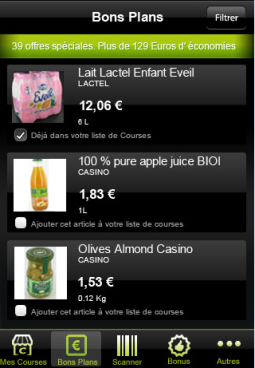 Bons Plans
Filtrer
39 offres spéciales. Plus de 129 Euros d' économies
Lait Lactel Enfant Eveil
LACTEL
12,06 €
6 L
Déjà dans votre liste de Courses
100 % pure apple juice BIOI
CASINO
1,83 €
1L
Ajouter cet article à votre liste de courses
Olives Almond Casino
CASINO
1,53 €
0.12 Kg
Ajouter cet article à votre liste de courses
Mes Courses
Bons Plans
Scanner
Bonus
Autres